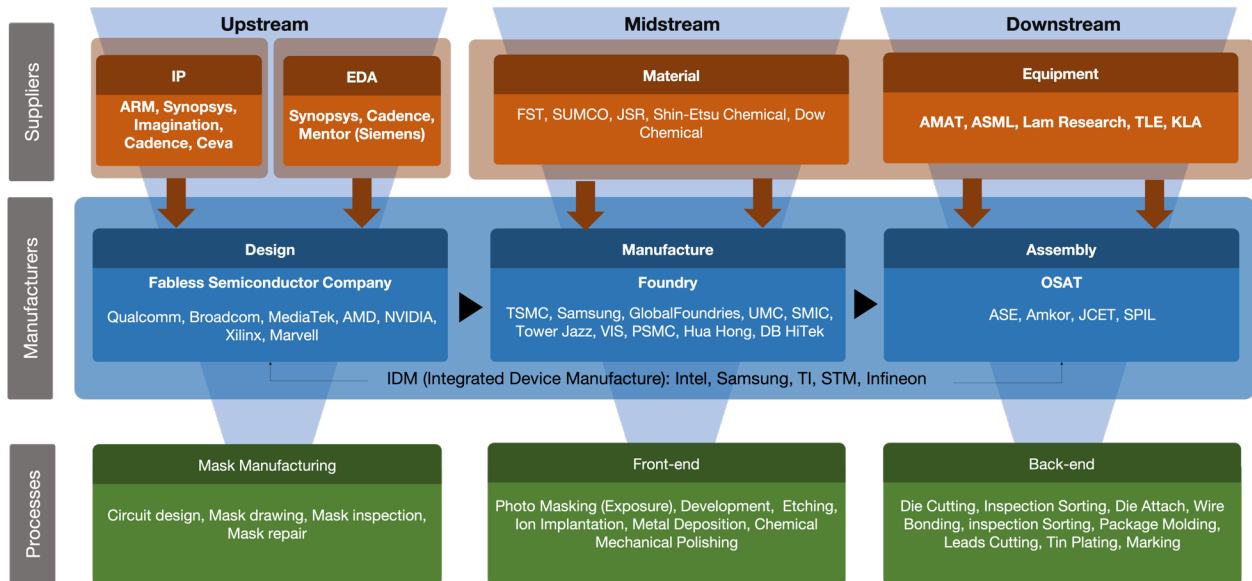 Upstream
Midstream
Downstream
Suppliers
IP
ARM, Synopsys,
Imagination,
Cadence, Ceva
EDA
Synopsys, Cadence,
Mentor (Siemens)
Material
FST, SUMCO, JSR, Shin-Etsu Chemical, Dow
Chemical
Equipment
AMAT, ASML, Lam Research, TLE, KLA
Manufacturers
Design
Fabless Semiconductor Company
Qualcomm, Broadcom, MediaTek, AMD, NVIDIA,
Xilinx, Marvell
Manufacture
Foundry
TSMC, Samsung, GlobalFoundries, UMC, SMIC,
Tower Jazz, VIS, PSMC, Hua Hong, DB HiTek
Assembly
OSAT
ASE, Amkor, JCET, SPIL
IDM (Integrated Device Manufacture): Intel, Samsung, TI, STM, Infineon
Processes
Mask Manufacturing
Circuit design, Mask drawing, Mask inspection,
Mask repair
Front-end
Photo Masking (Exposure), Development, Etching,
Ion Implantation, Metal Deposition, Chemical
Mechanical Polishing
Back-end
Die Cutting, Inspection Sorting, Die Attach, Wire
Bonding, inspection Sorting, Package Molding,
Leads Cutting, Tin Plating, Marking